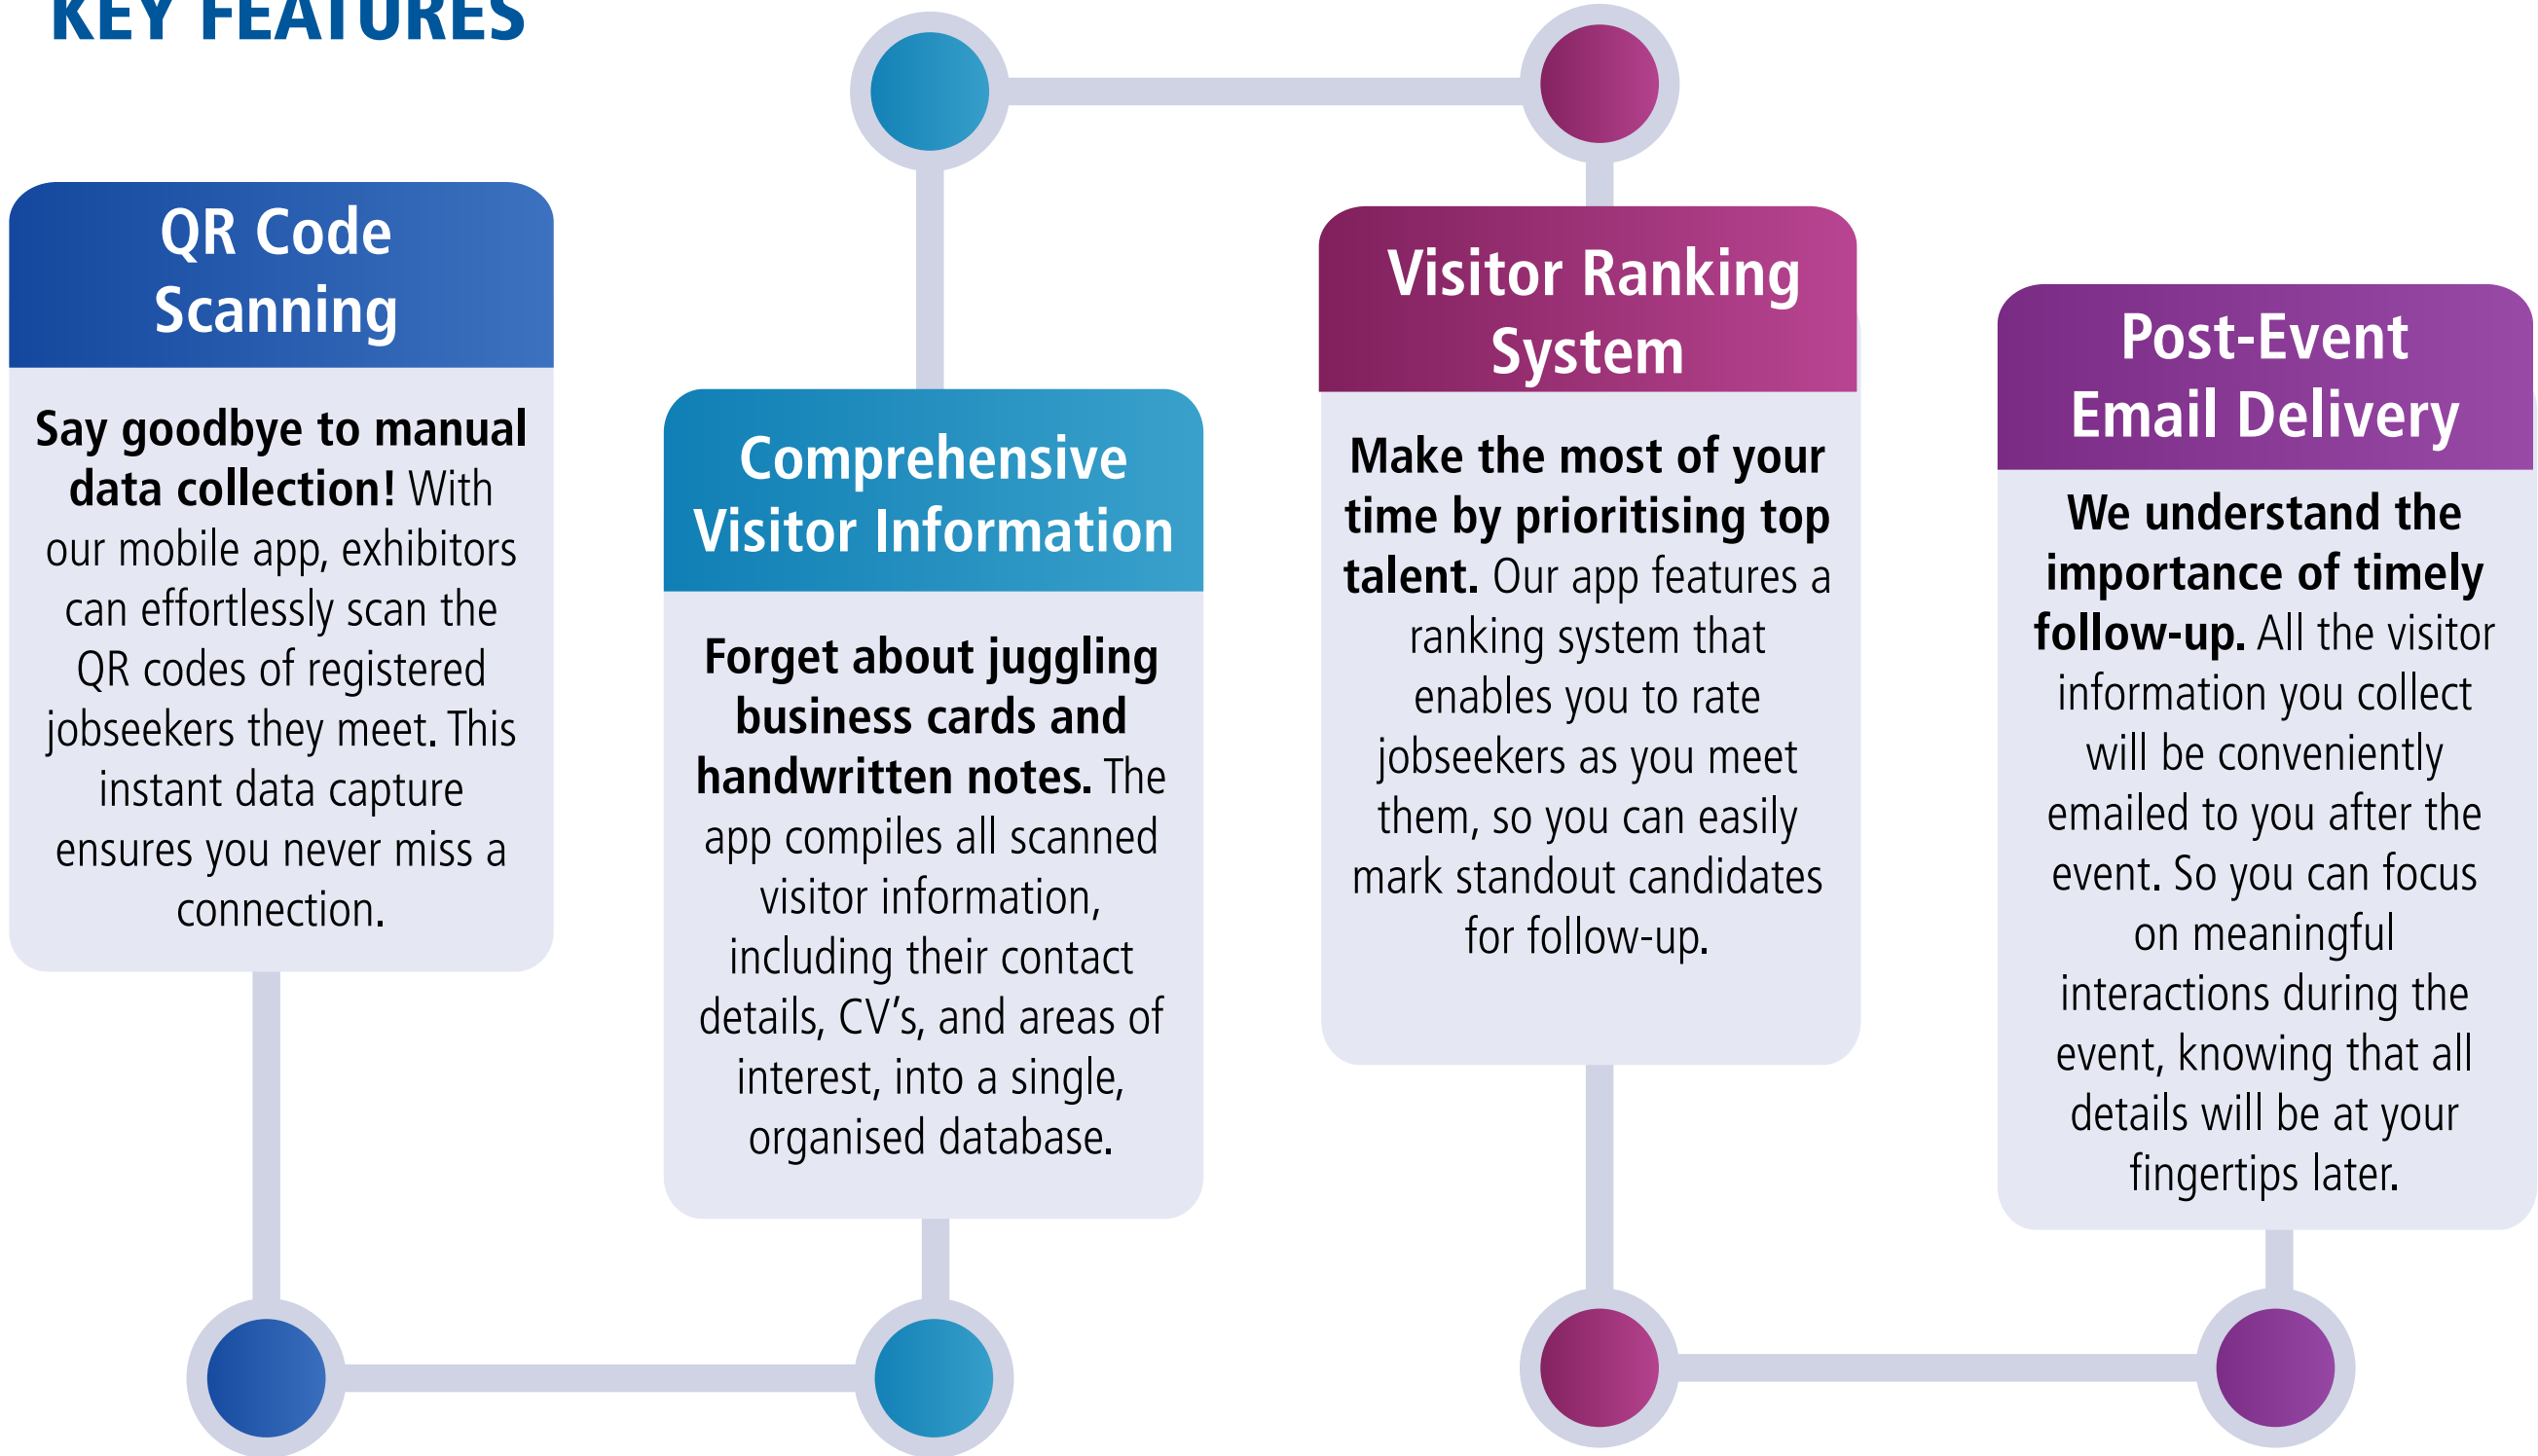 KEY FEATURES
QR Code
Scanning
Say goodbye to manual
data collection! With
our mobile app, exhibitors
can effortlessly scan the
QR codes of registered
jobseekers they meet. This
instant data capture
ensures you never miss a
connection.
Comprehensive
Visitor Information
Forget about juggling
business cards and
handwritten notes. The
app compiles all scanned
visitor information,
including their contact
details, CV's, and areas of
interest, into a single,
organised database.
Visitor Ranking
System
Make the most of your
time by prioritising top
talent. Our app features a
ranking system that
enables you to rate
jobseekers as you meet
them, so you can easily
mark standout candidates
for follow-up.
Post-Event
Email Delivery
We understand the
importance of timely
follow-up. All the visitor
information you collect
will be conveniently
emailed to you after the
event. So you can focus
on meaningful
interactions during the
event, knowing that all
details will be at your
fingertips later.